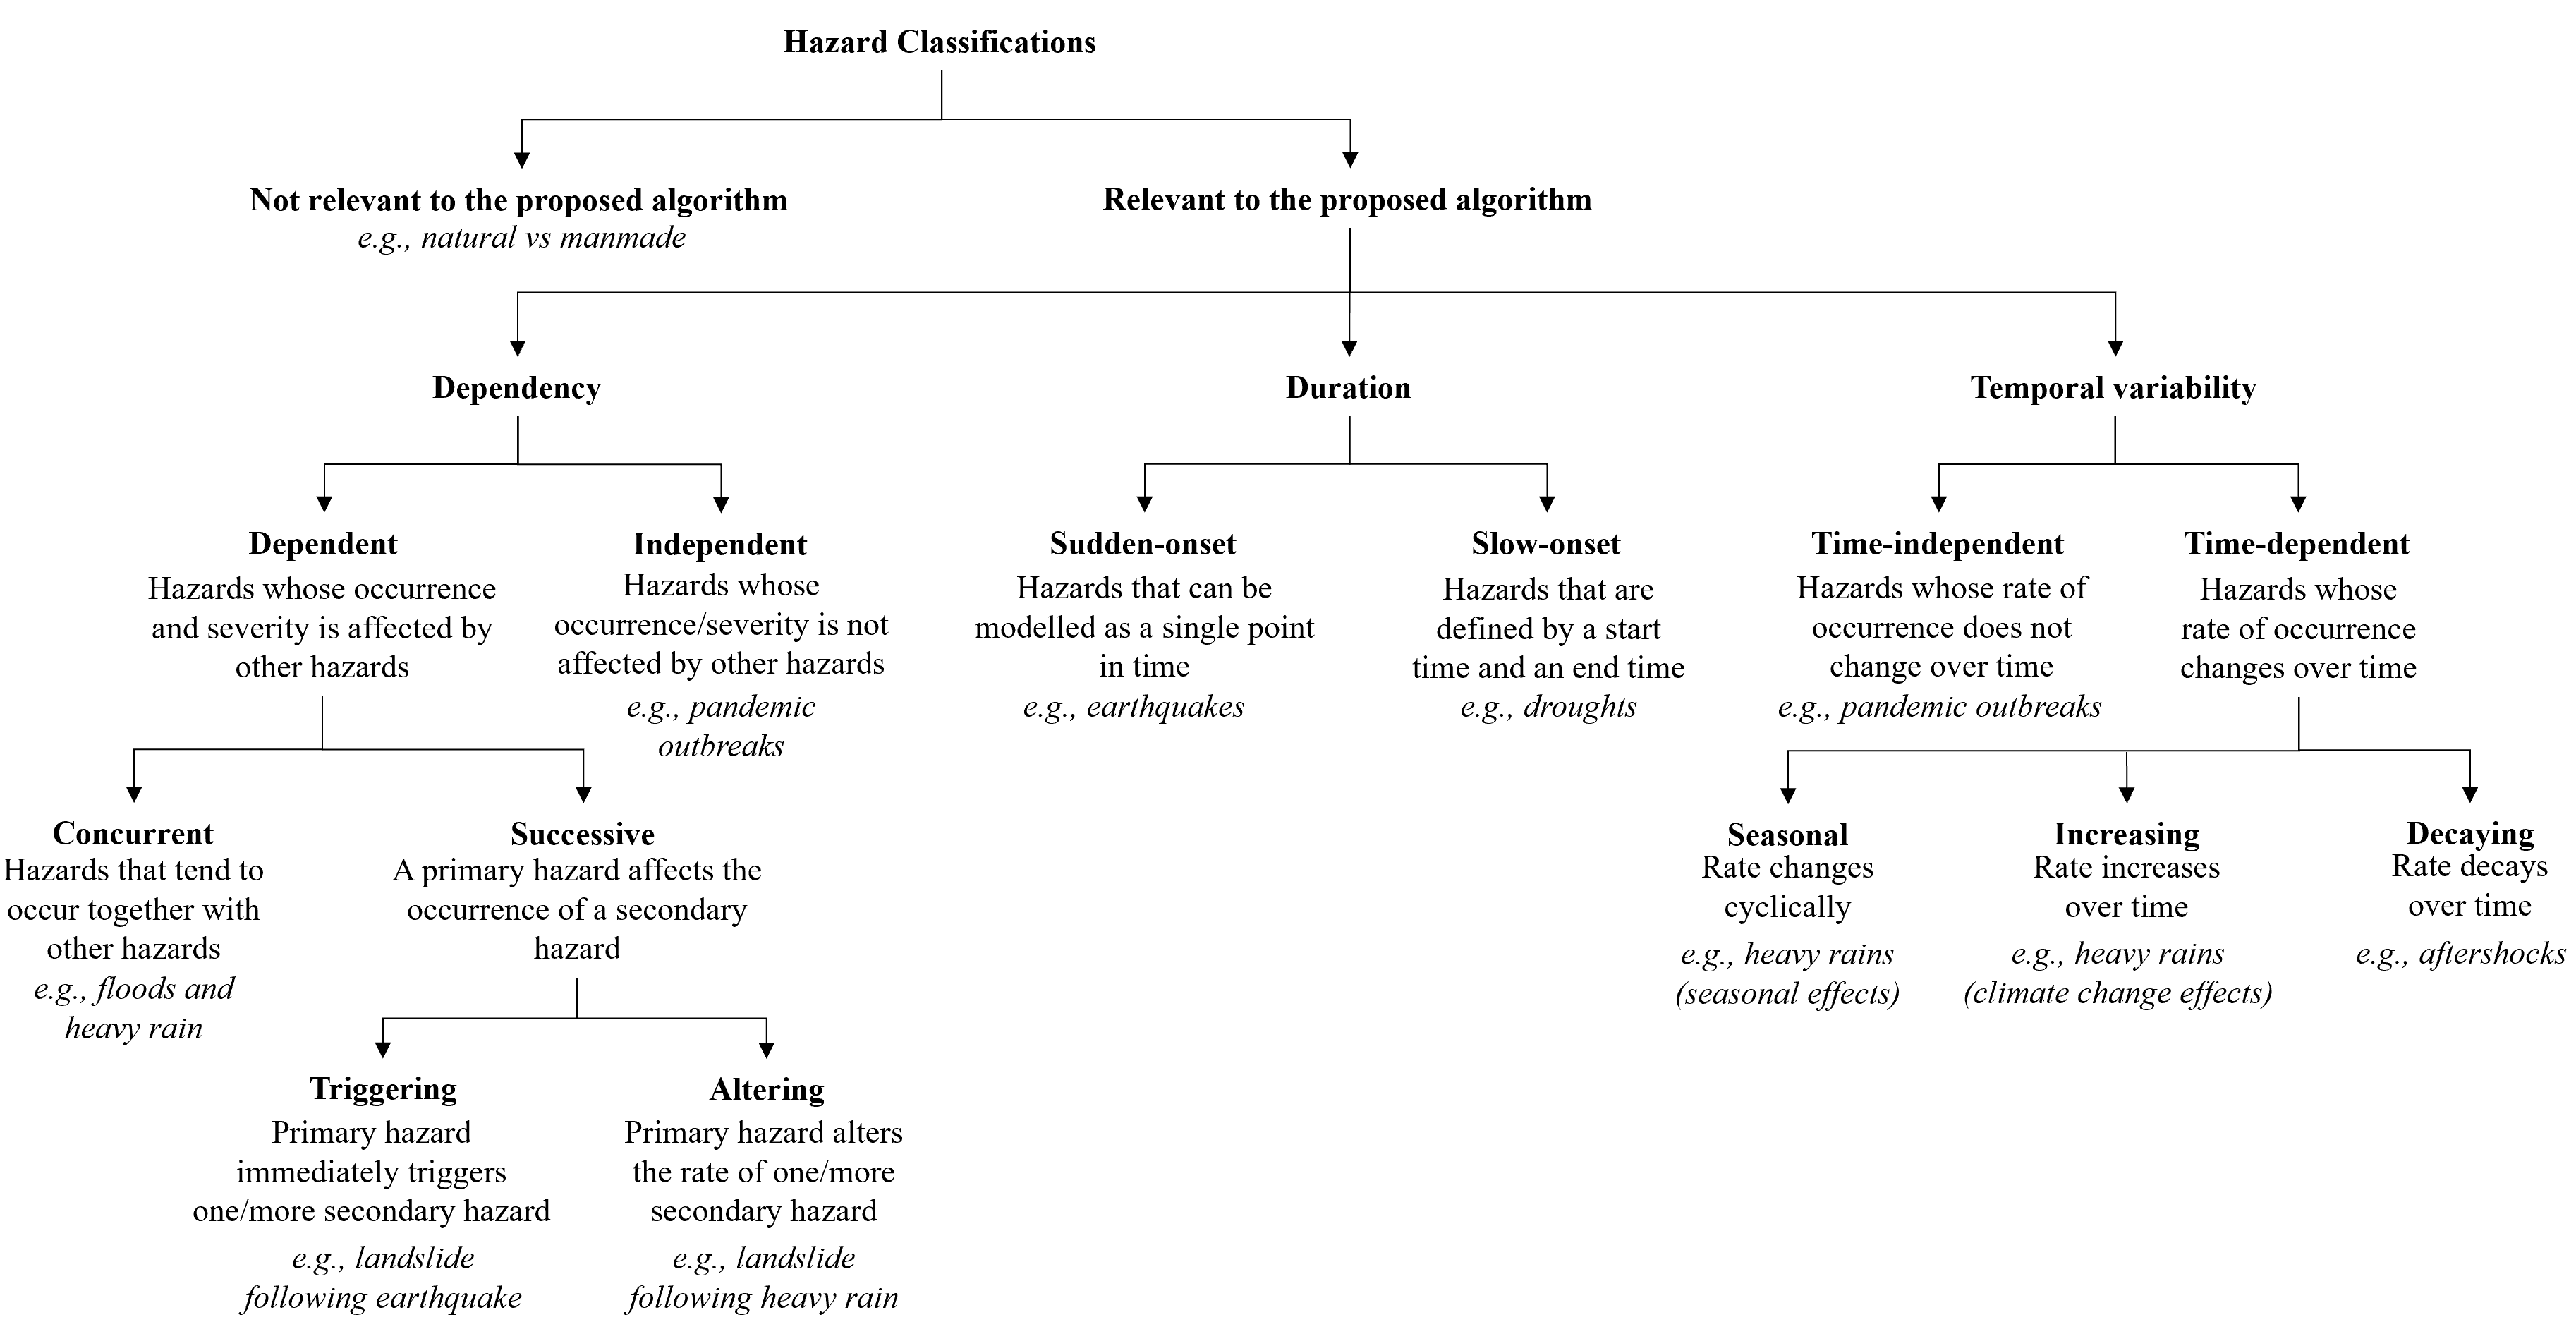 Hazard Classifications
Not relevant to the proposed algorithm
e.g., natural vs manmade
Relevant to the proposed algorithm
Dependency
Duration
Temporal variability
Dependent
Hazards whose occurrence
and severity is affected by
other hazards
Independent
Hazards whose
occurrence/severity is not
affected by other hazards
e.g., pandemic
outbreaks
Sudden-onset
Hazards that can be
modelled as a single point
in time
e.g., earthquakes
Slow-onset
Hazards that are
defined by a start
time and an end time
e.g., droughts
Time-independent
Hazards whose rate of
occurrence does not
change over time
e.g., pandemic outbreaks
Time-dependent
Hazards whose
rate of occurrence
changes over time
Concurrent
Hazards that tend to
occur together with
other hazards
e.g., floods and
heavy rain
Successive
A primary hazard affects the
occurrence of a secondary
hazard
Seasonal
Rate changes
cyclically
e.g., heavy rains
(seasonal effects)
Increasing
Rate increases
over time
e.g., heavy rains
(climate change effects)
Decaying
Rate decays
over time
e.g., aftershocks
Triggering
Primary hazard
immediately triggers
one/more secondary hazard
e.g., landslide
following earthquake
Altering
Primary hazard alters
the rate of one/more
secondary hazard
e.g., landslide
following heavy rain